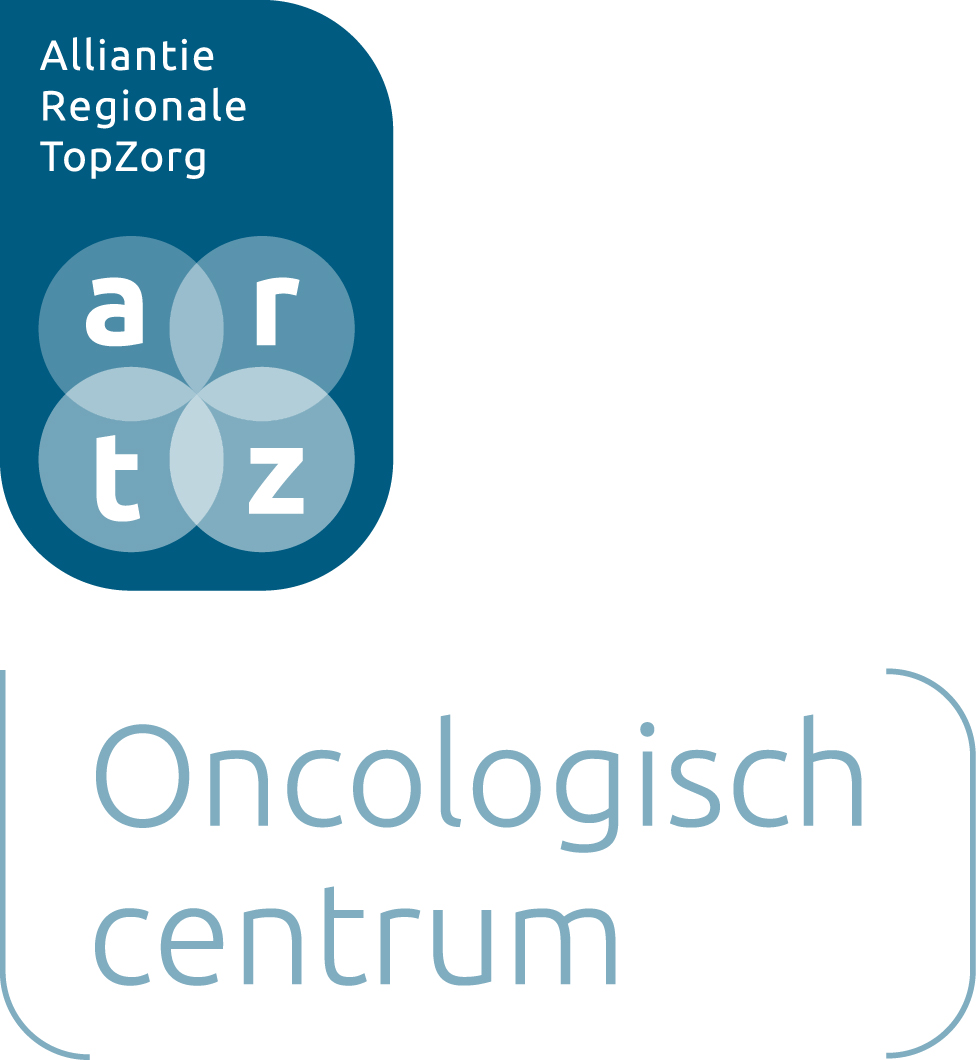 Alliantie
Regionale
TopZorg
a r
t z
Oncologisch
centrum